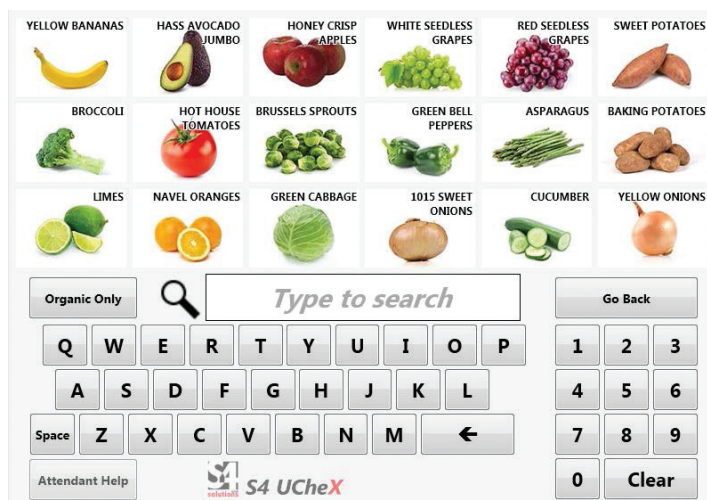 YELLOW BANANAS
HASS AVOCADO
JUMBO
HONEY CRISP
APPLES
WHITE SEEDLESS
GRAPES
RED SEEDLESS
GRAPES
SWEET POTATOES
BROCCOLI
HOT HOUSE
TOMATOES
BRUSSELS SPROUTS
GREEN BELL
PEPPERS
ASPARAGUS
BAKING POTATOES
LIMES
NAVEL ORANGES
GREEN CABBAGE
1015 SWEET
ONIONS
CUCUMBER
YELLOW ONIONS
Organic Only
Type to search
Go Back
Q W E R T Y U I O P
1 2 3
A S D F G H J K L
4 5 6
Space Z X C V B N M ←
7 8 9
Attendant Help
S4
solutions
S4 UCheX
0 Clear